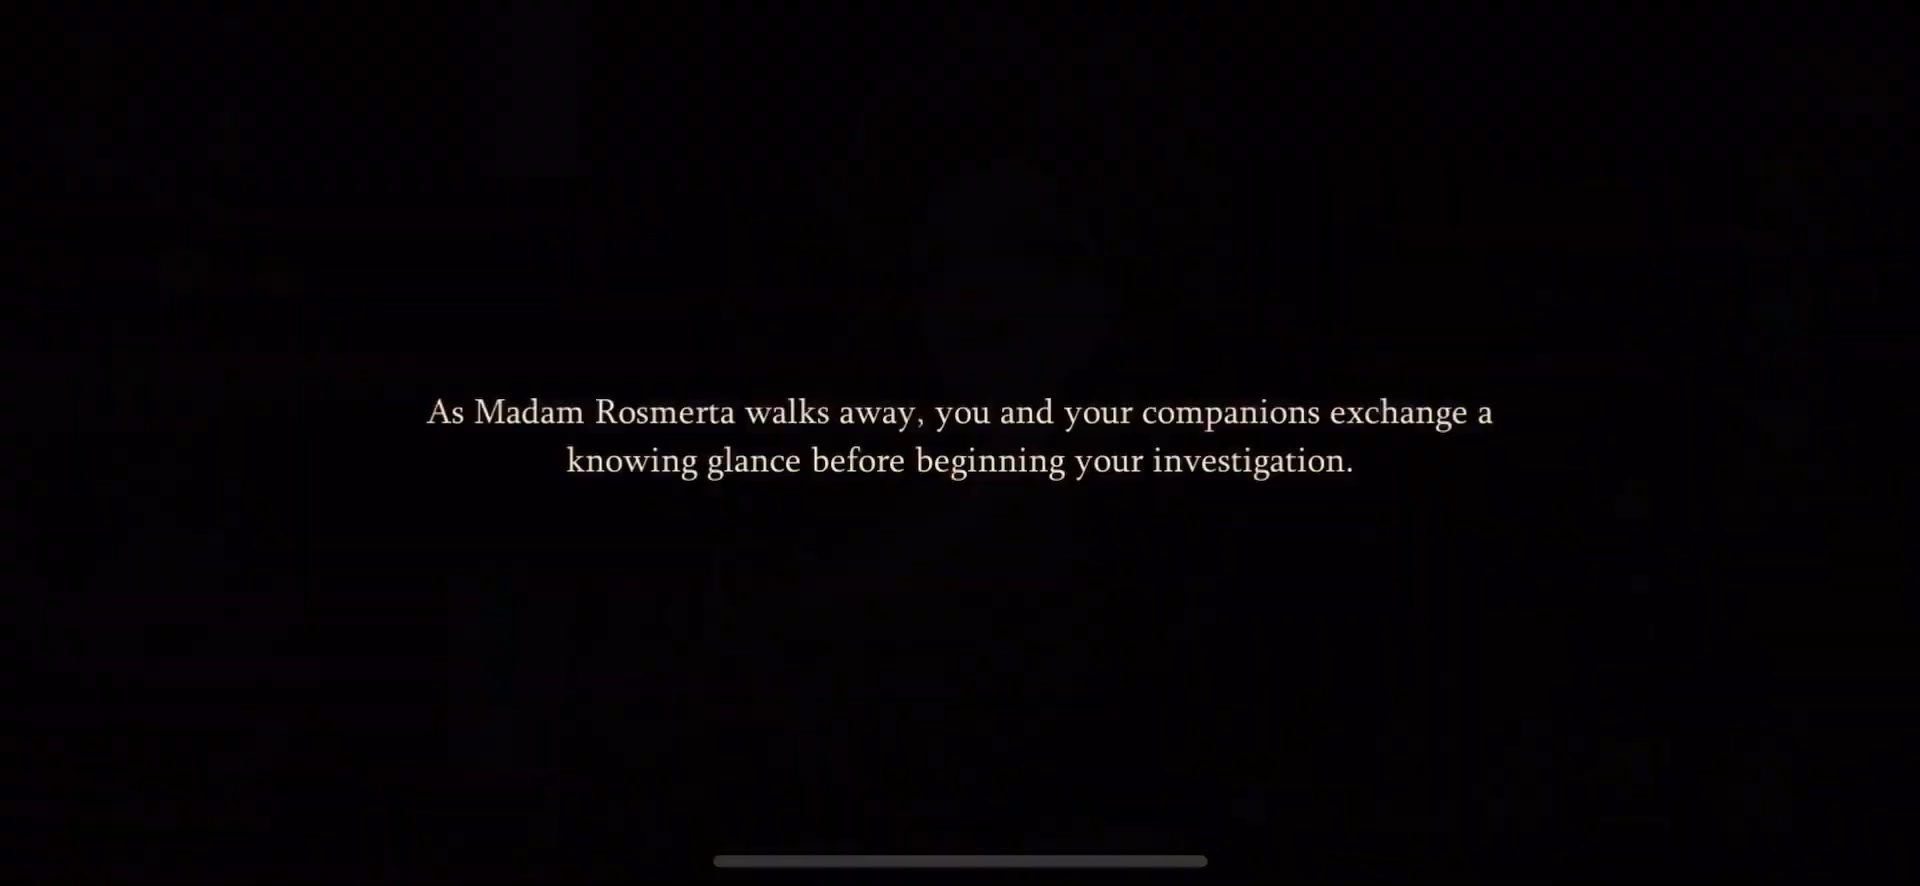 As Madam Rosmerta walks away, you and your companions exchange a
knowing glance before beginning your investigation.